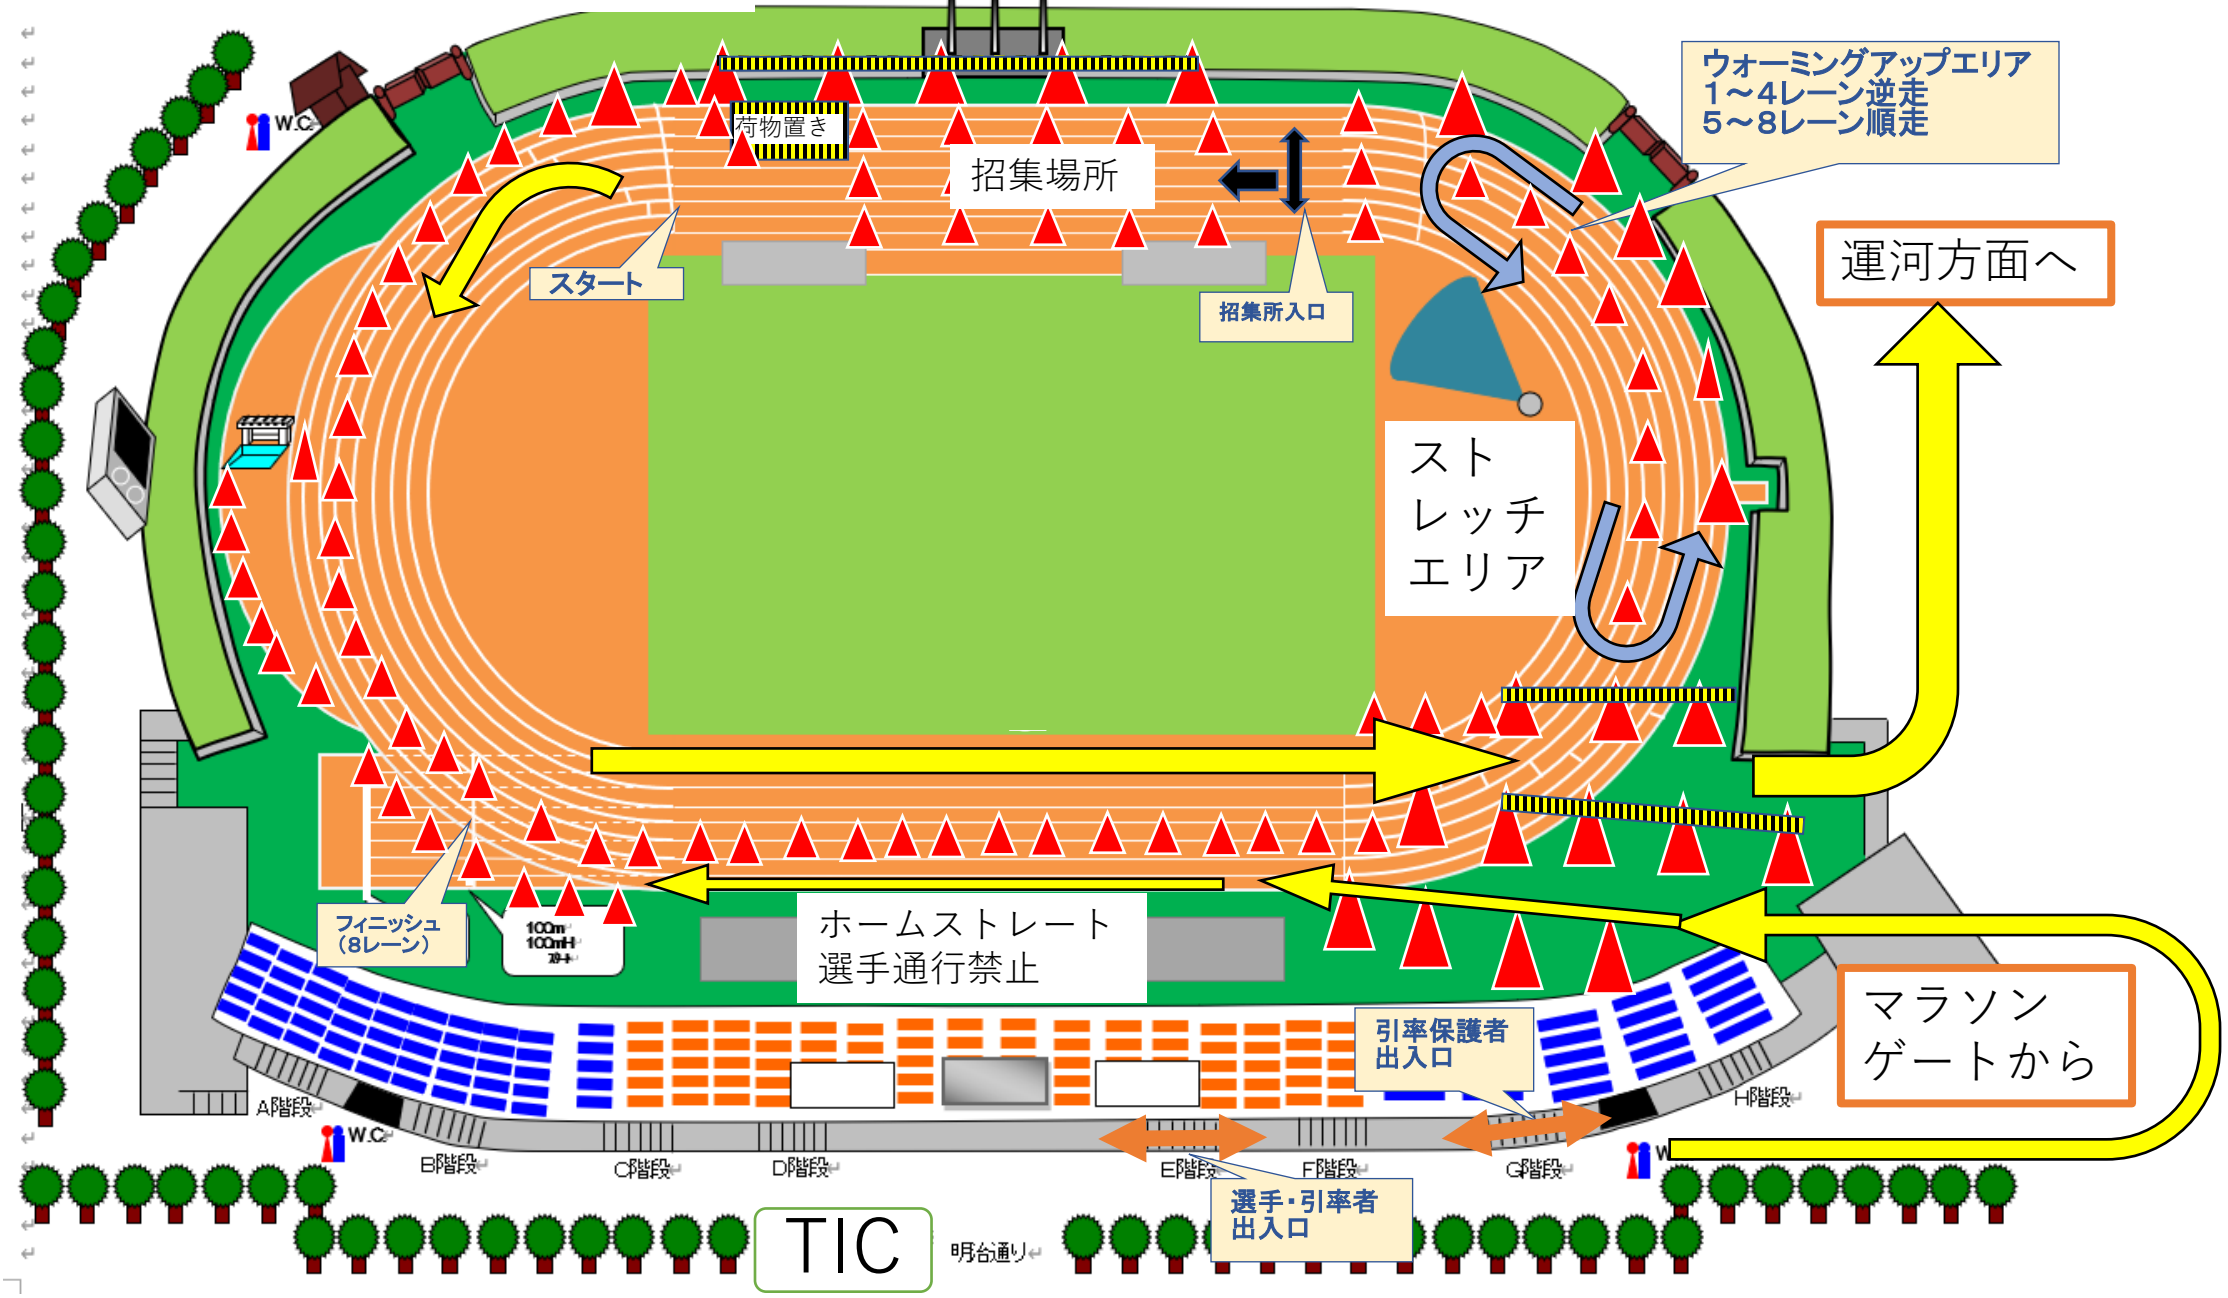 ウォーミングアップエリア
1～4レーン逆走
5～8レーン順走
W.C.
荷物置き
招集場所
運河方面へ
スタート
招集所入口
スト
レッチ
エリア
フィニッシュ
(8レーン)
100m
100mH
ｽﾀｰﾄ
ホームストレート
選手通行禁止
マラソン
ゲートから
引率保護者
出入口
A階段
W.C.
B階段
C階段
D階段
E階段
F階段
G階段
H階段
W
選手・引率者
出入口
TIC
明治通り